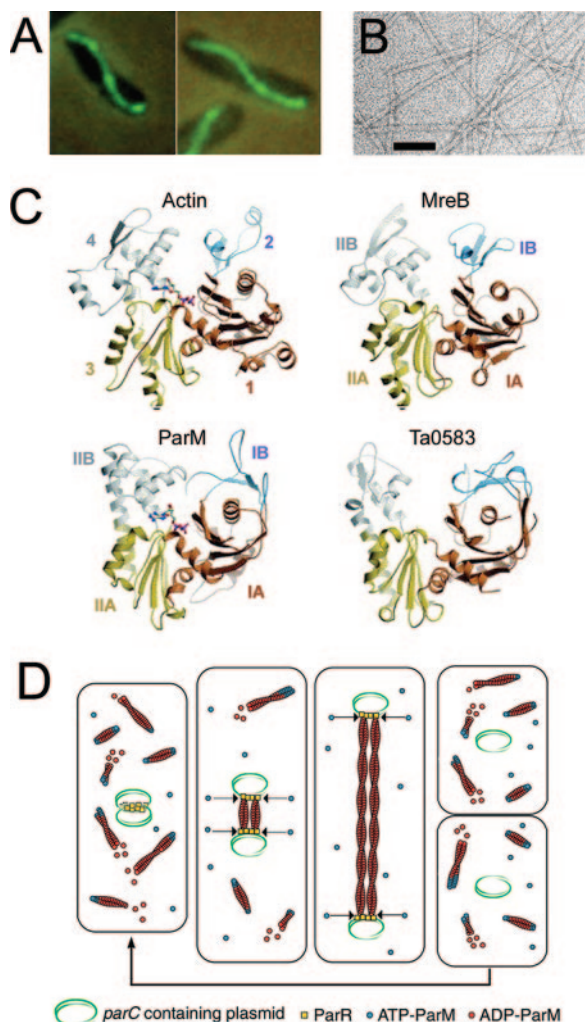 A
B
C
Actin
MreB
4
2
IIB
IB
3
1
IIA
IA
ParM
Ta0583
IIB
IB
IIA
IA
D
parC containing plasmid ParR ATP-ParM ADP-ParM